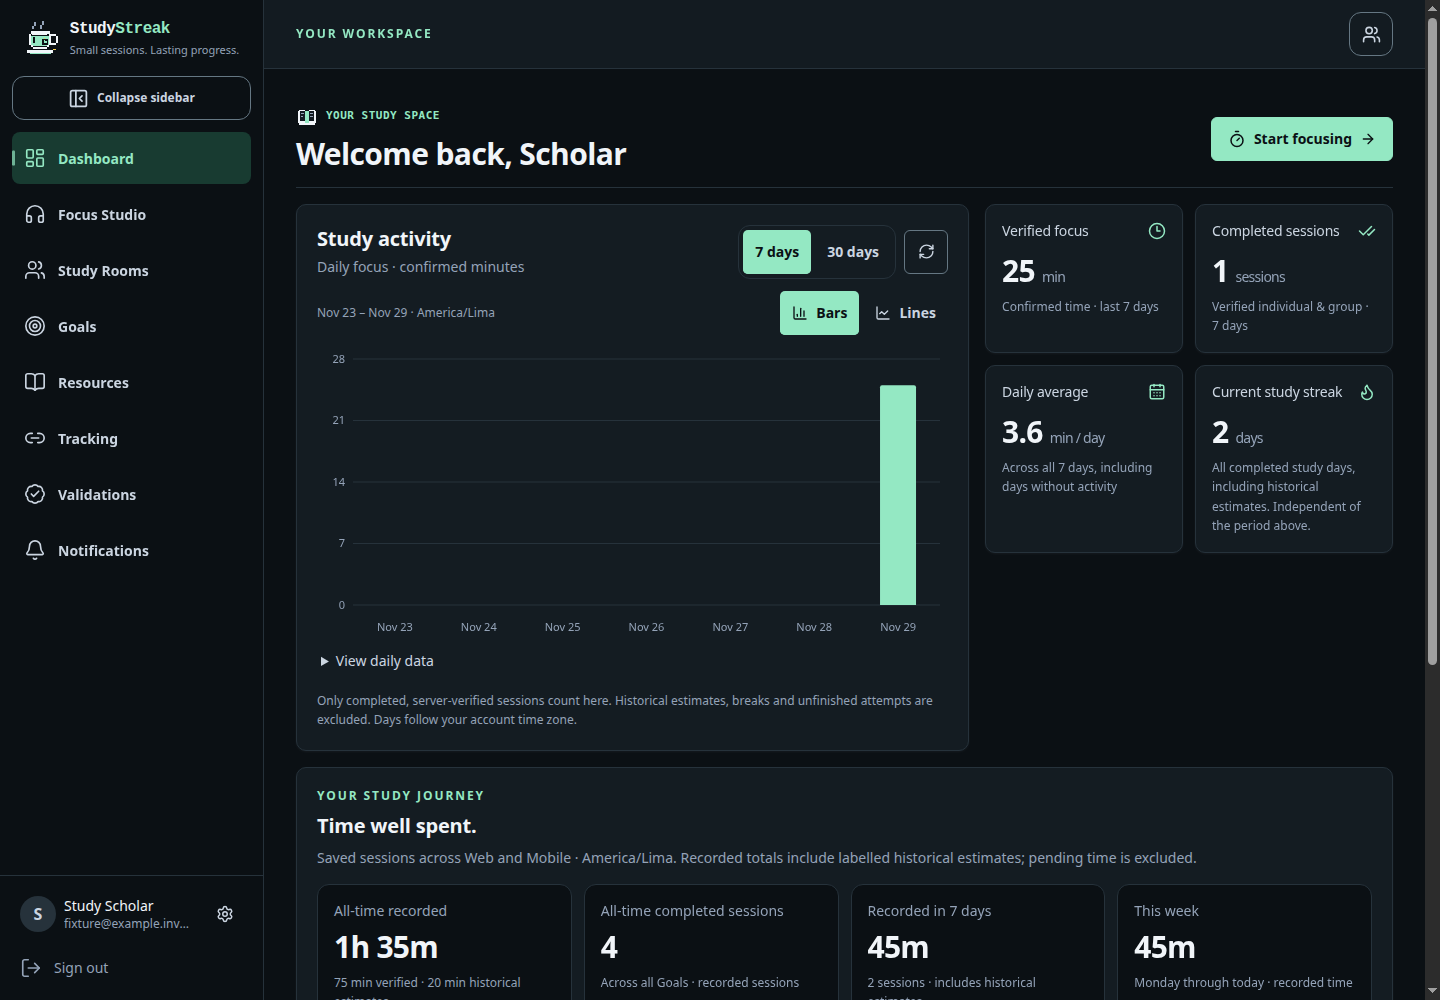 StudyStreak
Small sessions. Lasting progress.
Collapse sidebar
Dashboard
Focus Studio
Study Rooms
Goals
Resources
Tracking
Validations
Notifications
S
Study Scholar
fixture@example.inv...
Sign out
YOUR WORKSPACE
YOUR STUDY SPACE
Welcome back, Scholar
Start focusing
Study activity
Daily focus · confirmed minutes
7 days
30 days
Nov 23 – Nov 29 · America/Lima
Bars
Lines
28
21
14
7
0
Nov 23
Nov 24
Nov 25
Nov 26
Nov 27
Nov 28
Nov 29
View daily data
Only completed, server-verified sessions count here. Historical estimates, breaks and unfinished attempts are
excluded. Days follow your account time zone.
Verified focus
25 min
Confirmed time · last 7 days
Completed sessions
1 sessions
Verified individual & group ·
7 days
Daily average
3.6 min / day
Across all 7 days, including
days without activity
Current study streak
2 days
All completed study days,
including historical
estimates. Independent of
the period above.
YOUR STUDY JOURNEY
Time well spent.
Saved sessions across Web and Mobile · America/Lima. Recorded totals include labelled historical estimates; pending time is excluded.
All-time recorded
1h 35m
75 min verified · 20 min historical
estimates
All-time completed sessions
4
Across all Goals · recorded sessions
Recorded in 7 days
45m
2 sessions · includes historical
estimates
This week
45m
Monday through today · recorded time